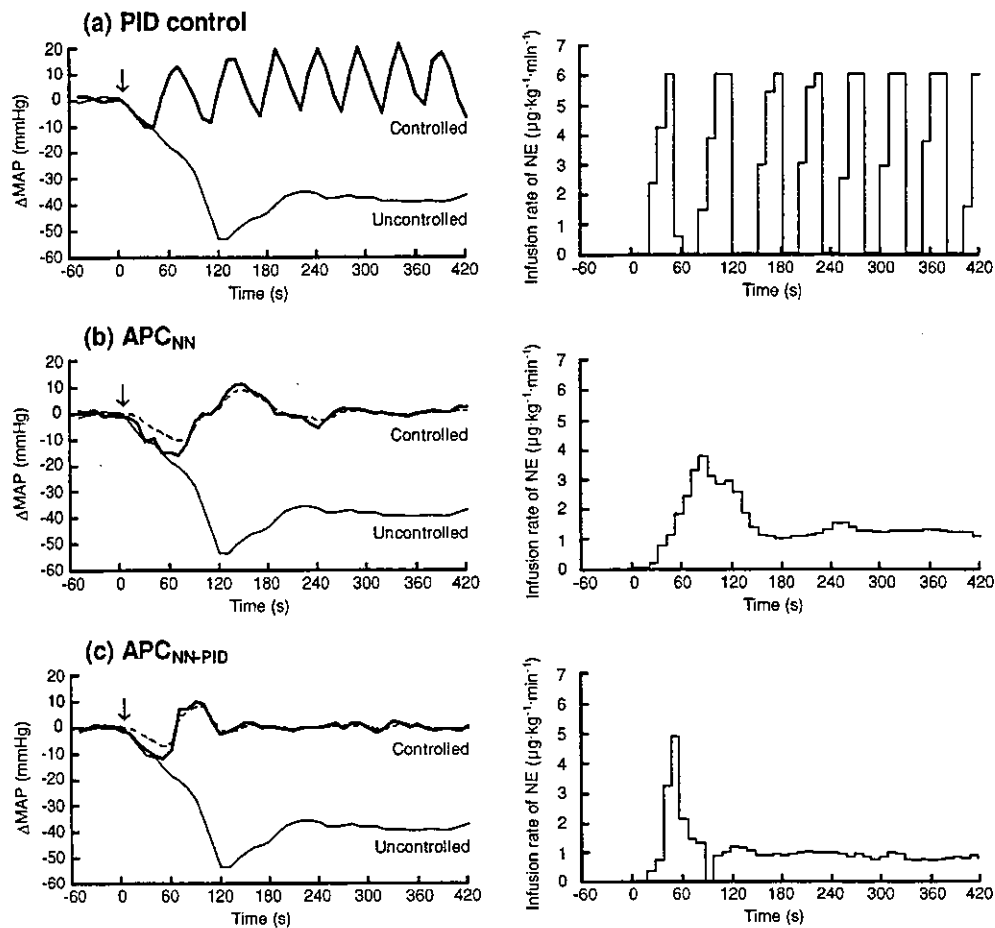 (a) PID control
ΔMAP (mmHg)
20
10
0
-10
-20
-30
-40
-50
-60
Controlled
Uncontrolled
-60 0 60 120 180 240 300 360 420
Time (s)
Infusion rate of NE (µg·kg⁻¹·min⁻¹)
7
6
5
4
3
2
1
0
-60 0 60 120 180 240 300 360 420
Time (s)
(b) APCNN
ΔMAP (mmHg)
20
10
0
-10
-20
-30
-40
-50
-60
Controlled
Uncontrolled
-60 0 60 120 180 240 300 360 420
Time (s)
Infusion rate of NE (µg·kg⁻¹·min⁻¹)
7
6
5
4
3
2
1
0
-60 0 60 120 180 240 300 360 420
Time (s)
(c) APCNN-PID
ΔMAP (mmHg)
20
10
0
-10
-20
-30
-40
-50
-60
Controlled
Uncontrolled
-60 0 60 120 180 240 300 360 420
Time (s)
Infusion rate of NE (µg·kg⁻¹·min⁻¹)
7
6
5
4
3
2
1
0
-60 0 60 120 180 240 300 360 420
Time (s)